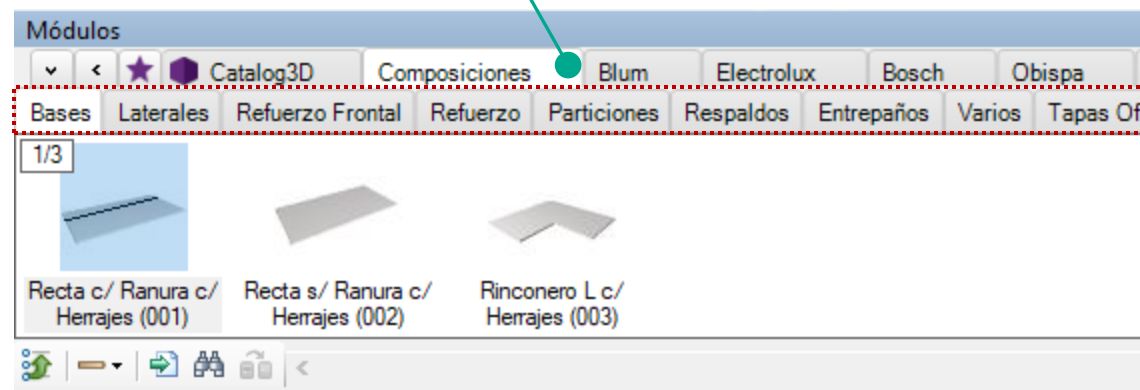 Módulos
Catalog3D Composiciones Blum Electrolux Bosch Obispa
Bases Laterales Refuerzo Frontal Refuerzo Particiones Respaldos Entrepaños Varios Tapas Of
1/3
Recta c/ Ranura c/ Herrajes (001)
Recta s/ Ranura c/ Herrajes (002)
Rinconero L c/ Herrajes (003)